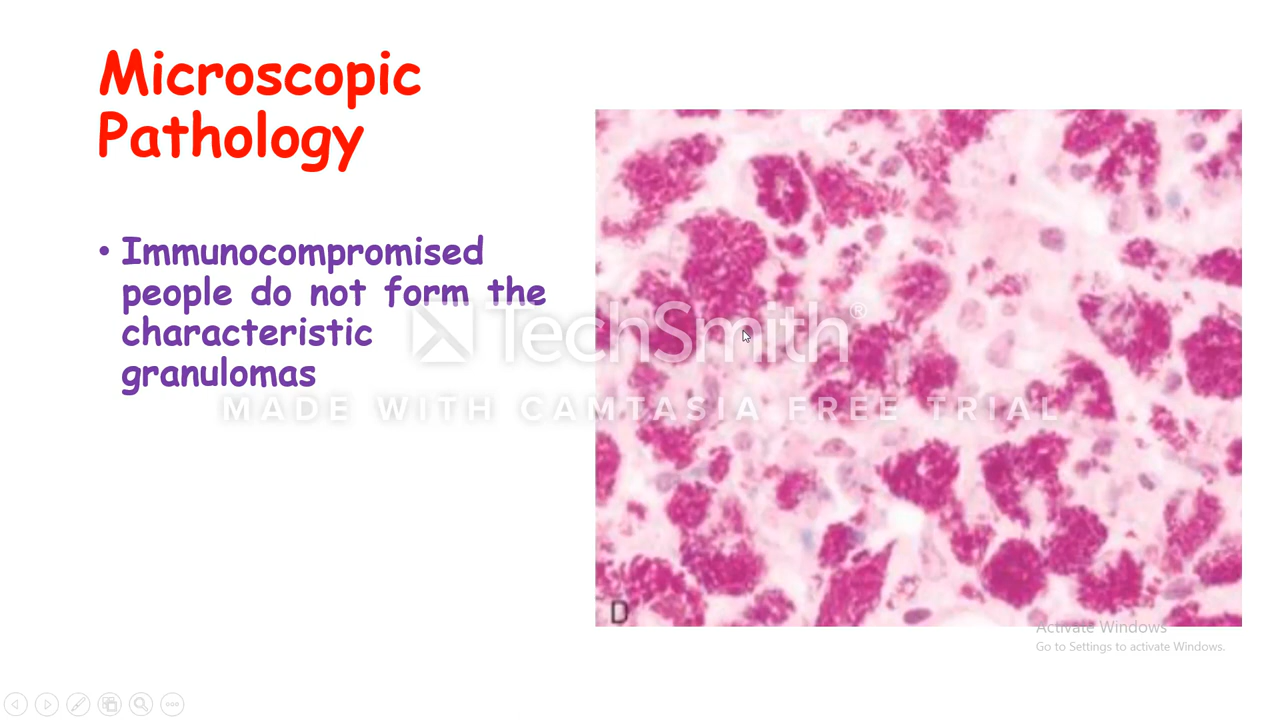 Microscopic
Pathology
• Immunocompromised
people do not form the
characteristic
granulomas
TechSmith®
MADE WITH CAMTASIA FREE TRIAL
D
Activate Windows
Go to Settings to activate Windows.